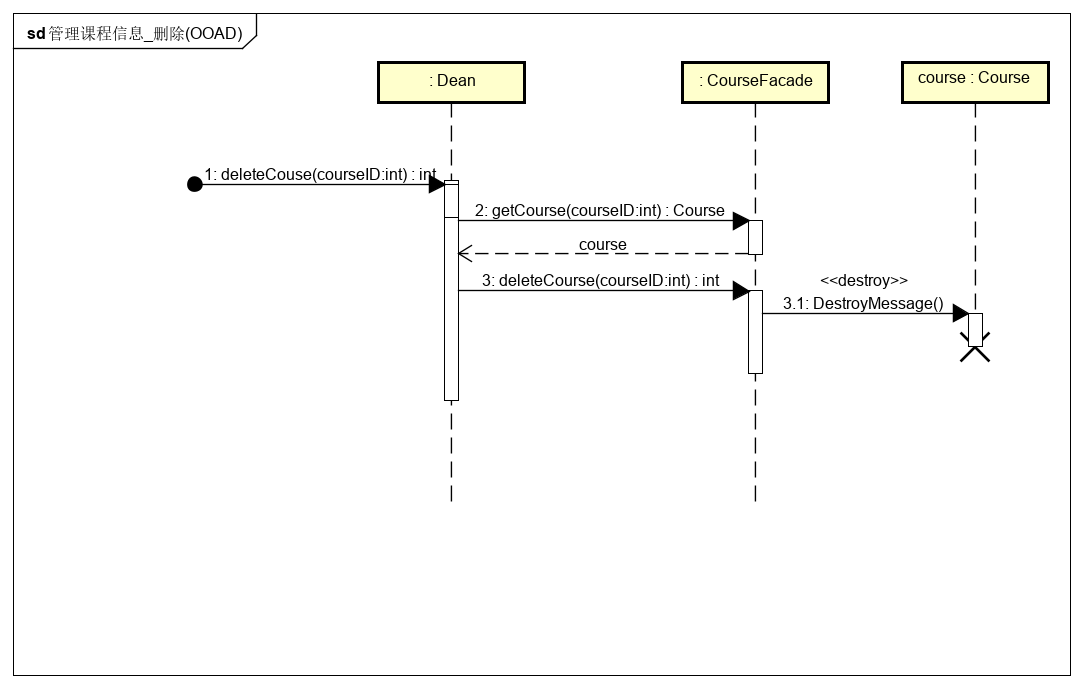 sd 管理课程信息_删除(OOAD)
: Dean
: CourseFacade
course : Course
1: deleteCouse(courseID:int) : int
2: getCourse(courseID:int) : Course
course
3: deleteCourse(courseID:int) : int
<<destroy>>
3.1: DestroyMessage()